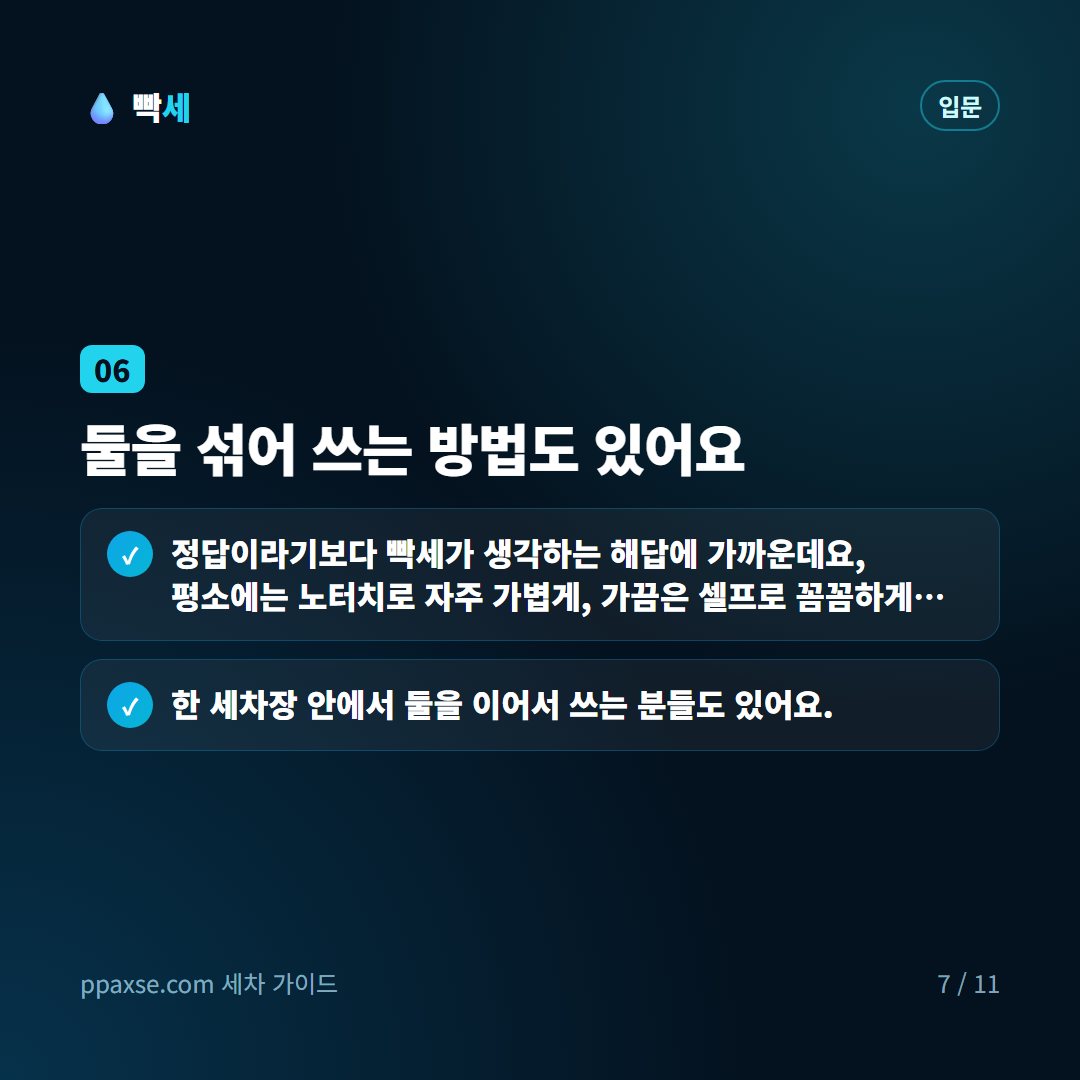 빡세
입문
06
둘을 섞어 쓰는 방법도 있어요
정답이라기보다 빡세가 생각하는 해답에 가까운데요,
평소에는 노터치로 자주 가볍게, 가끔은 셀프로 꼼꼼하게…
한 세차장 안에서 둘을 이어서 쓰는 분들도 있어요.
ppaxse.com 세차 가이드
7 / 11